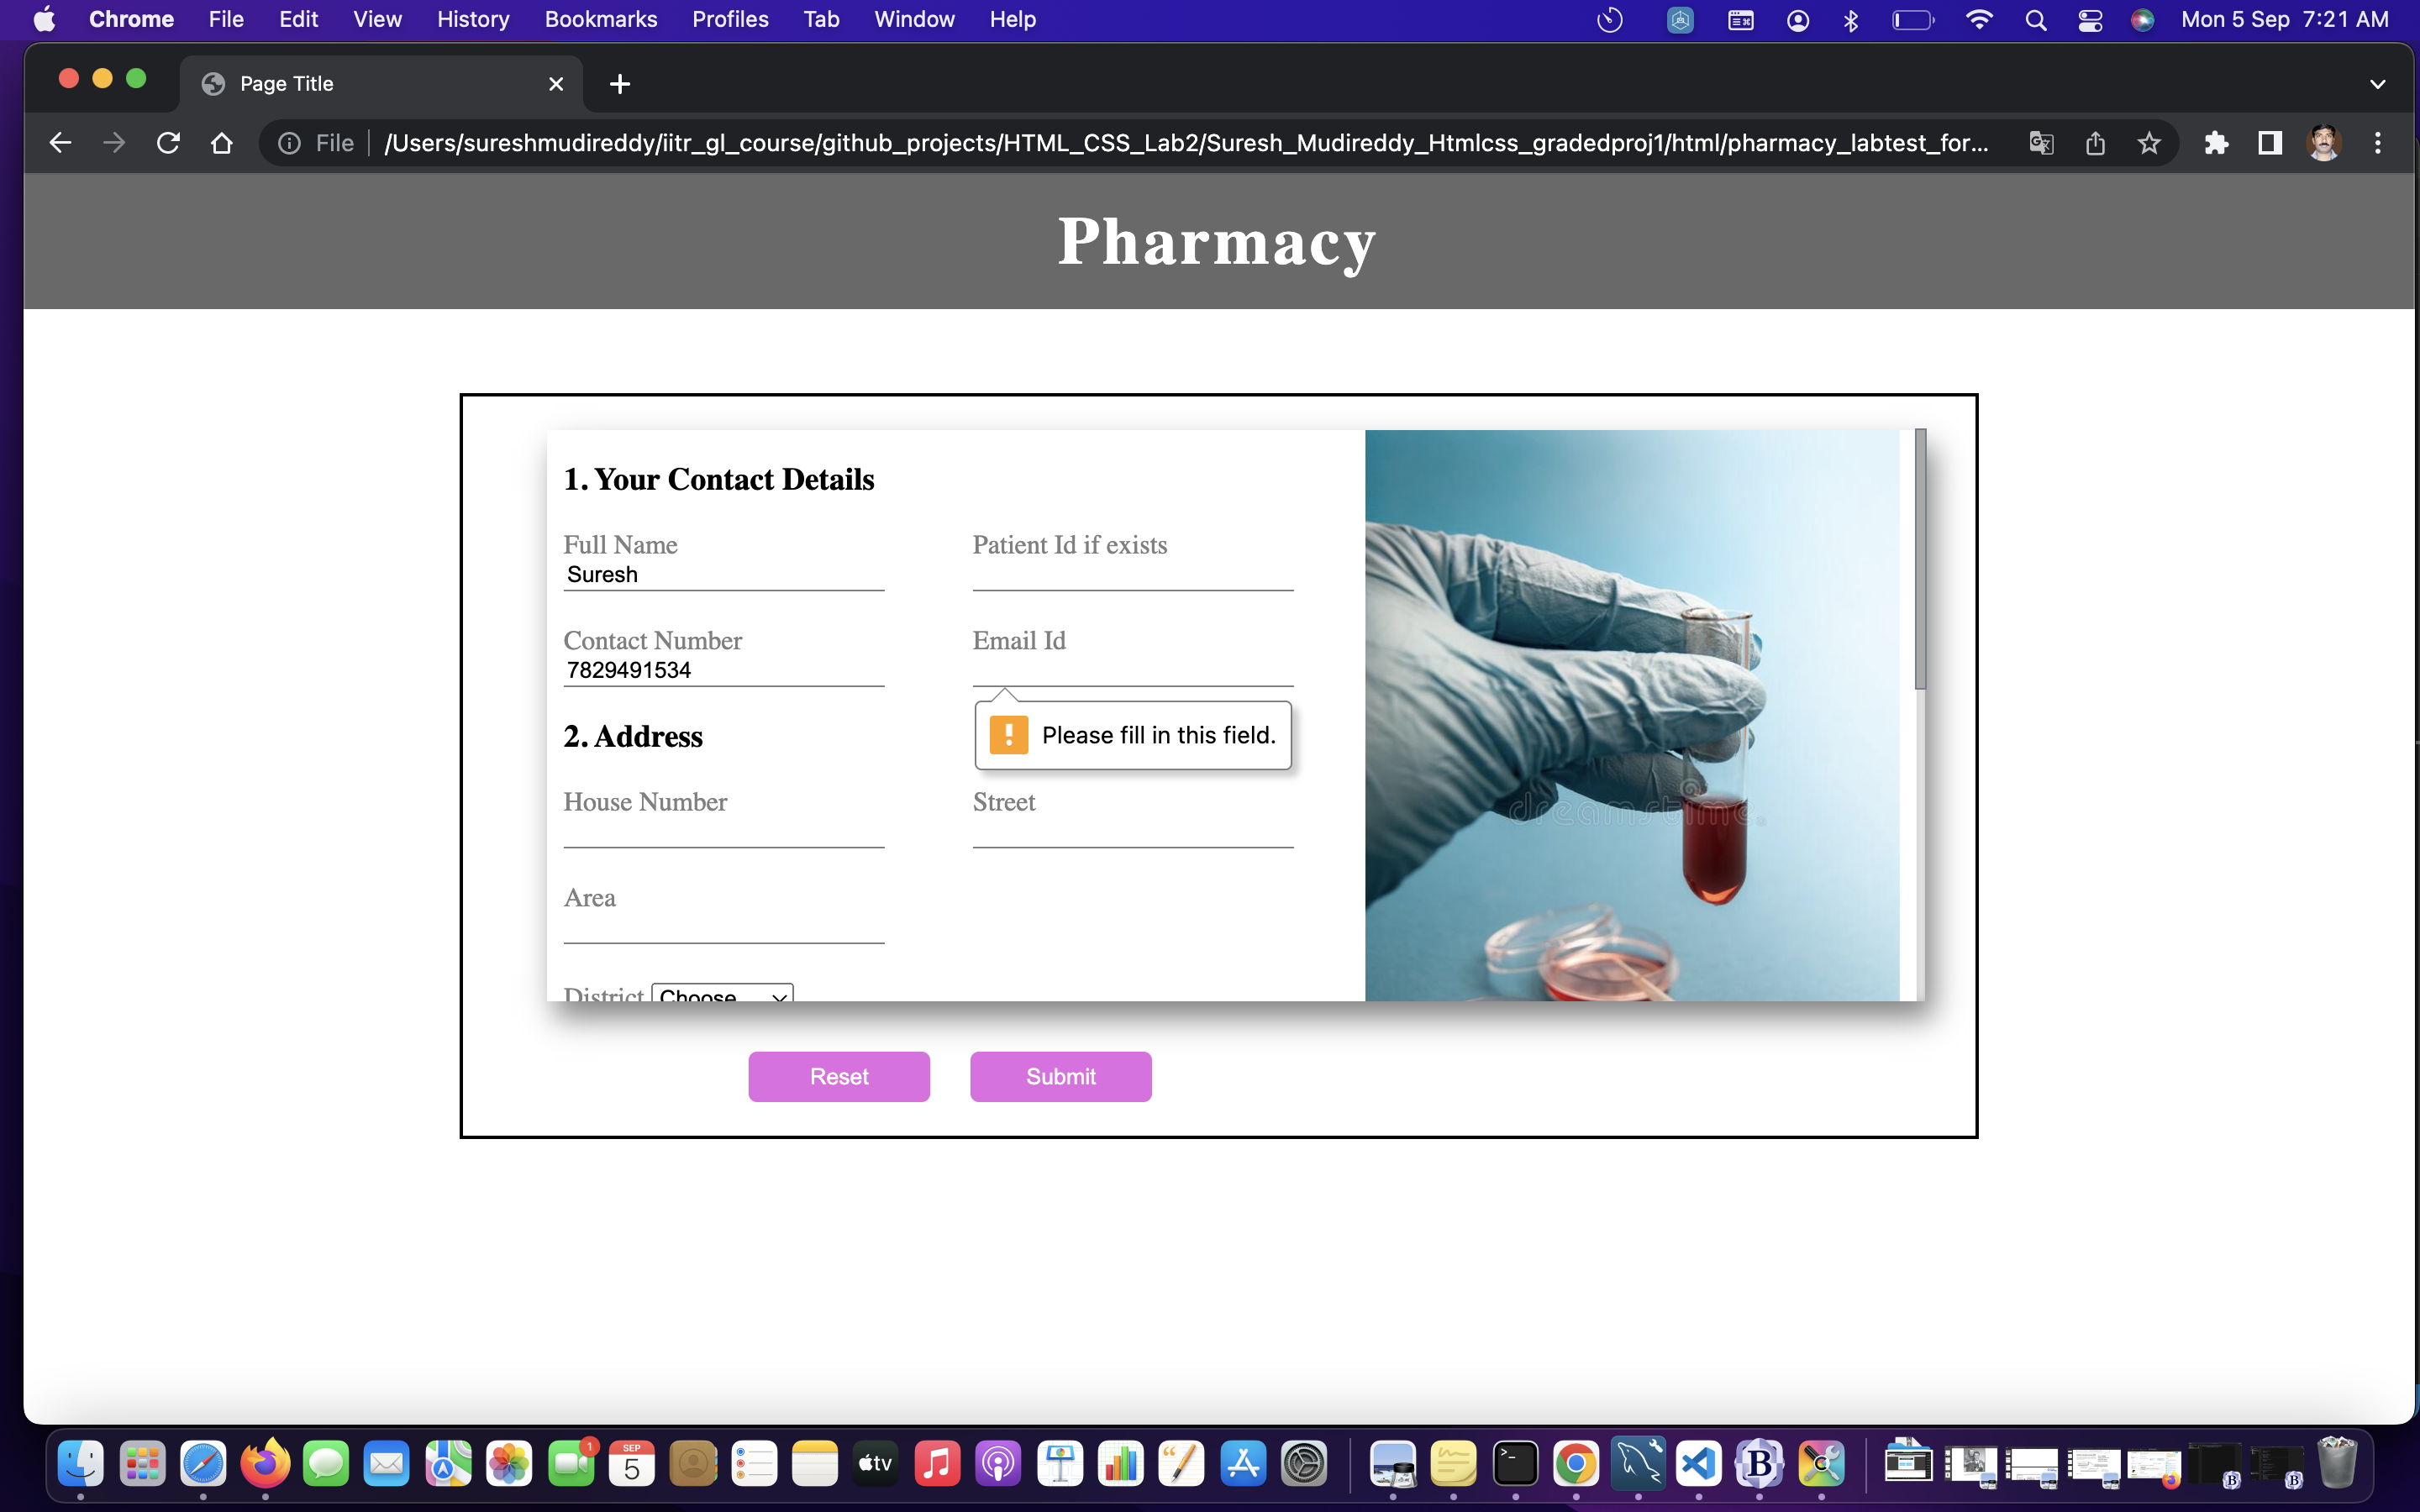 Chrome File Edit View History Bookmarks Profiles Tab Window Help Mon 5 Sep 7:21 AM
Page Title
File /Users/sureshmudireddy/iitr_gl_course/github_projects/HTML_CSS_Lab2/Suresh_Mudireddy_Htmlcss_gradedproj1/html/pharmacy_labtest_for...
Pharmacy
1. Your Contact Details
Full Name Patient Id if exists
Suresh
Contact Number Email Id
7829491534
2. Address
! Please fill in this field.
House Number Street
dreamstime.
Area
District Choose
Reset Submit
1
SEP
5
tv
B
B
B